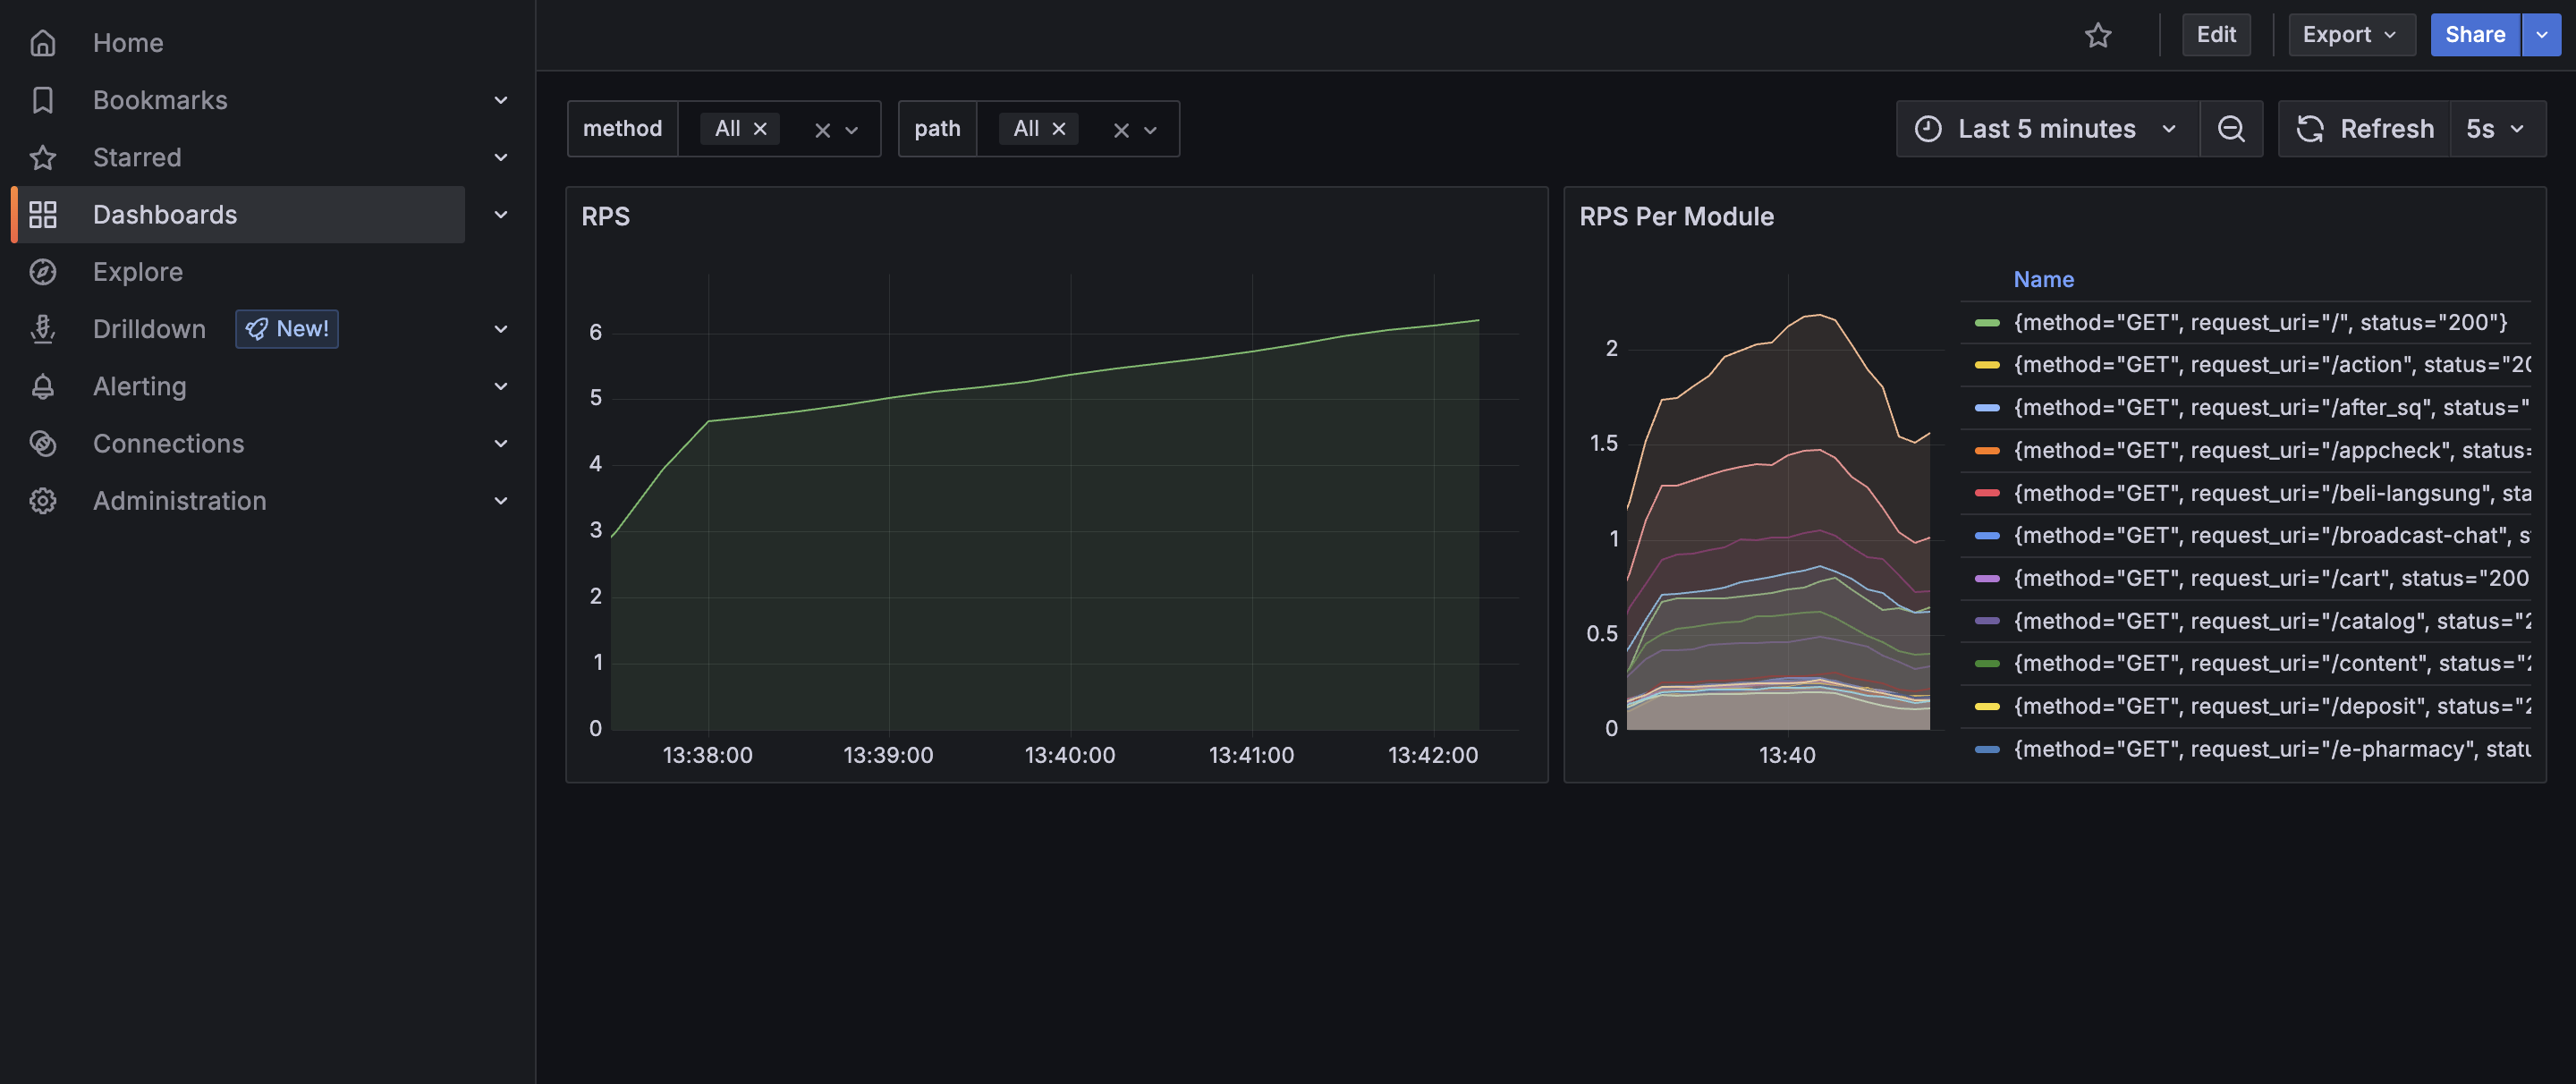 Home
Bookmarks
Starred
Dashboards
Explore
Drilldown New!
Alerting
Connections
Administration
Edit
Export
Share
method All
path All
Last 5 minutes
Refresh 5s
RPS
6
5
4
3
2
1
0
13:38:00 13:39:00 13:40:00 13:41:00 13:42:00
RPS Per Module
2
1.5
1
0.5
0
13:40
Name
{method="GET", request_uri="/", status="200"}
{method="GET", request_uri="/action", status="20
{method="GET", request_uri="/after_sq", status="
{method="GET", request_uri="/appcheck", status=
{method="GET", request_uri="/beli-langsung", sta
{method="GET", request_uri="/broadcast-chat", s
{method="GET", request_uri="/cart", status="200
{method="GET", request_uri="/catalog", status="2
{method="GET", request_uri="/content", status="2
{method="GET", request_uri="/deposit", status="2
{method="GET", request_uri="/e-pharmacy", statu